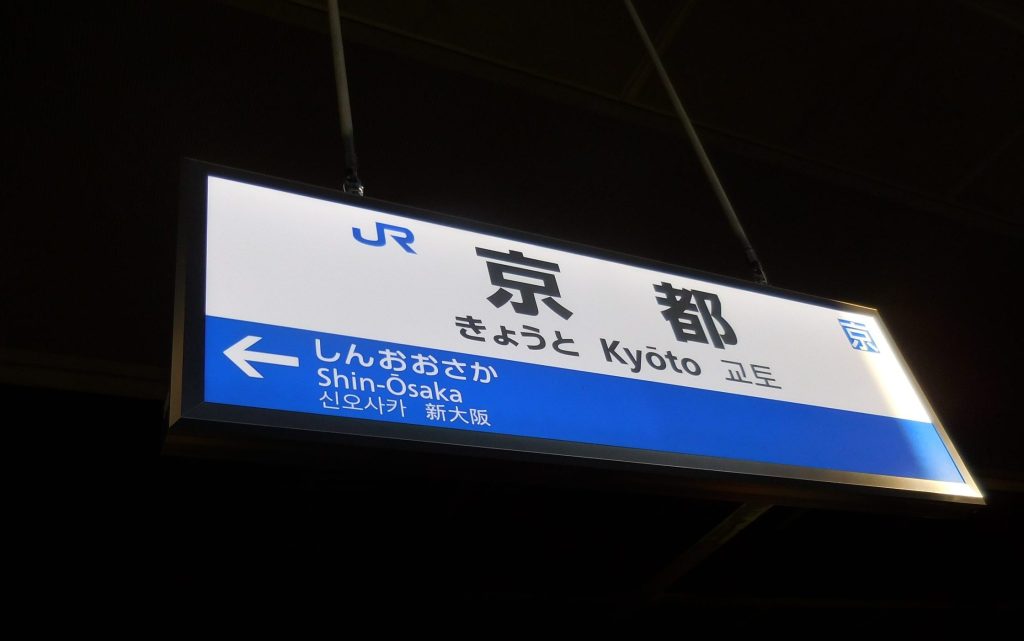 JR
京都
京
きょうと Kyōto 교토
← しんおおさか
Shin-Ōsaka
신오사카 新大阪